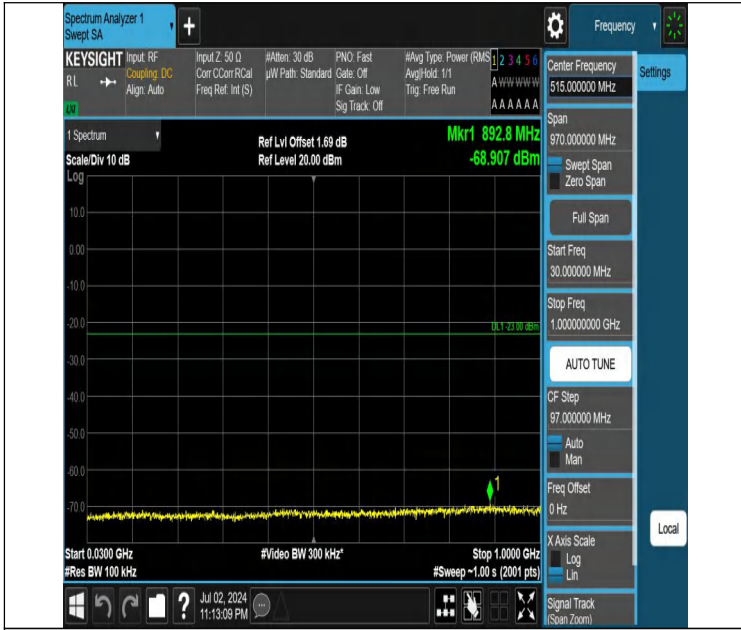 Spectrum Analyzer 1
Swept SA
+
Frequency
KEYSIGHT
RL
Input: RF
Coupling: DC
Align: Auto
Input Z: 50 Ω
Corr CCorr RCal
Freq Ref: Int (S)
#Atten: 30 dB
µW Path: Standard
PNO: Fast
Gate: Off
IF Gain: Low
Sig Track: Off
#Avg Type: Power (RMS
Avg|Hold: 1/1
Trig: Free Run
1 2 3 4 5 6
A W W W W W
A A A A A A
1 Spectrum
Scale/Div 10 dB
Log
Ref Lvl Offset 1.69 dB
Ref Level 20.00 dBm
Mkr1 892.8 MHz
-68.907 dBm
10.0
0.00
-10.0
-20.0
DL1 -23.00 dBm
-30.0
-40.0
-50.0
-60.0
1
-70.0
Start 0.0300 GHz
#Res BW 100 kHz
#Video BW 300 kHz*
Stop 1.0000 GHz
#Sweep ~1.00 s (2001 pts)
?
Jul 02, 2024
11:13:09 PM
Center Frequency
515.000000 MHz
Settings
Span
970.000000 MHz
Swept Span
Zero Span
Full Span
Start Freq
30.000000 MHz
Stop Freq
1.000000000 GHz
AUTO TUNE
CF Step
97.000000 MHz
Auto
Man
Freq Offset
0 Hz
Local
X Axis Scale
Log
Lin
Signal Track
(Span Zoom)